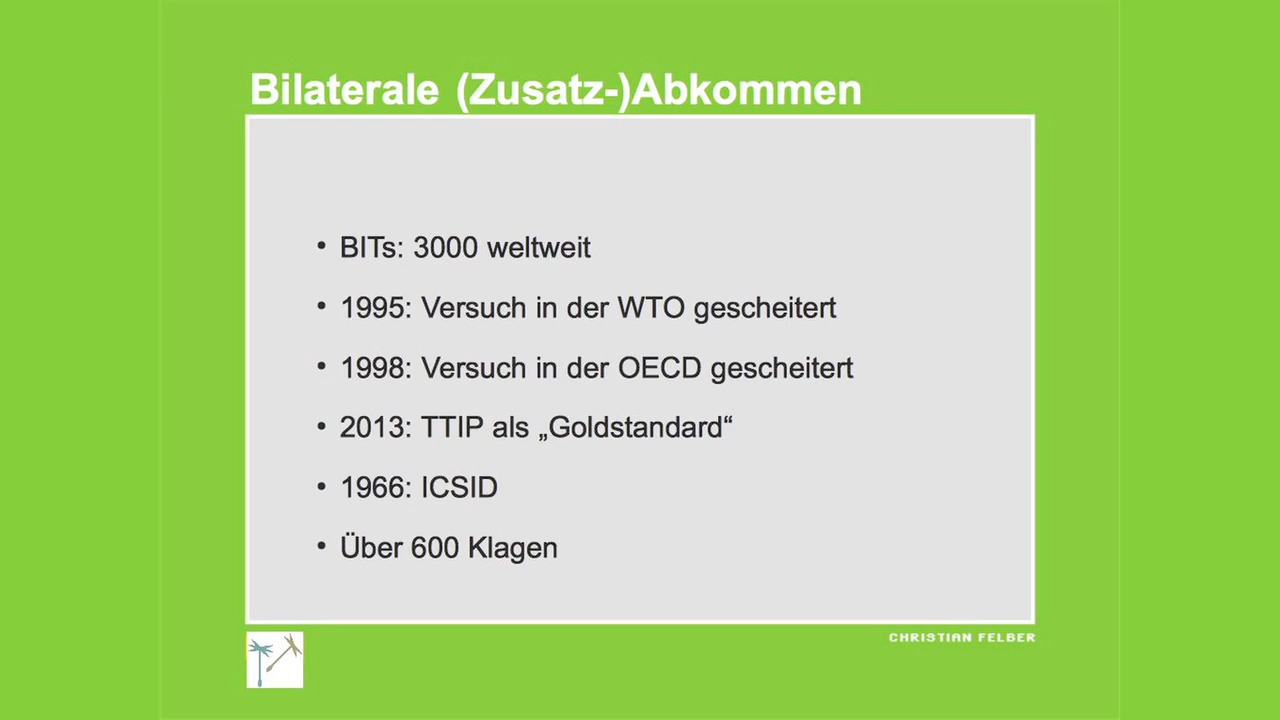 Bilaterale (Zusatz-)Abkommen
• BITs: 3000 weltweit
• 1995: Versuch in der WTO gescheitert
• 1998: Versuch in der OECD gescheitert
• 2013: TTIP als „Goldstandard“
• 1966: ICSID
• Über 600 Klagen
CHRISTIAN FELBER